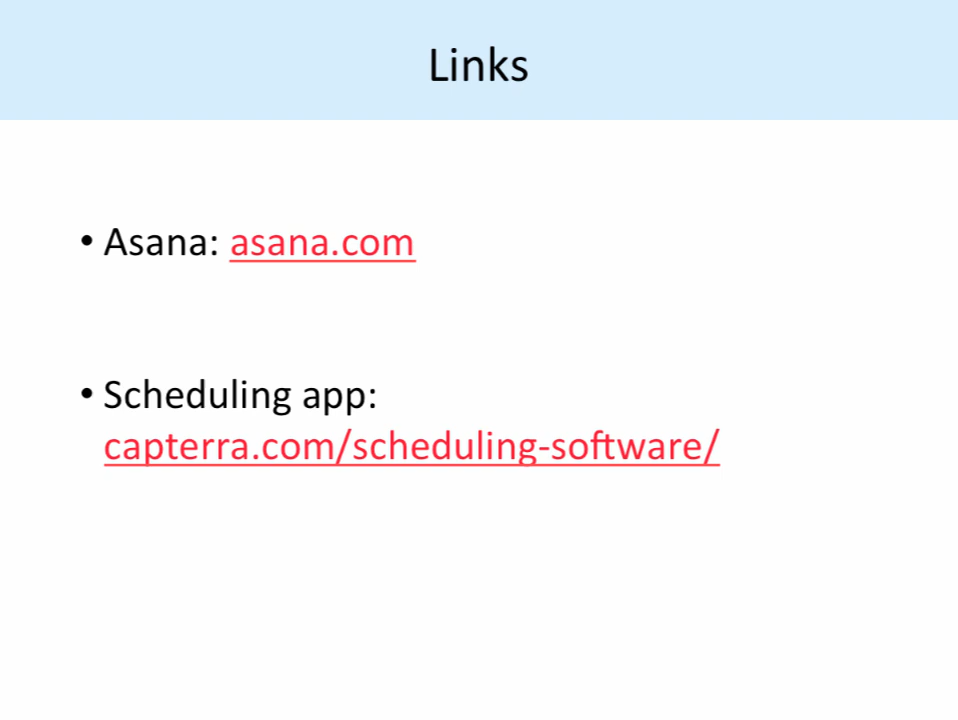 Links
• Asana: asana.com
• Scheduling app:
capterra.com/scheduling-software/